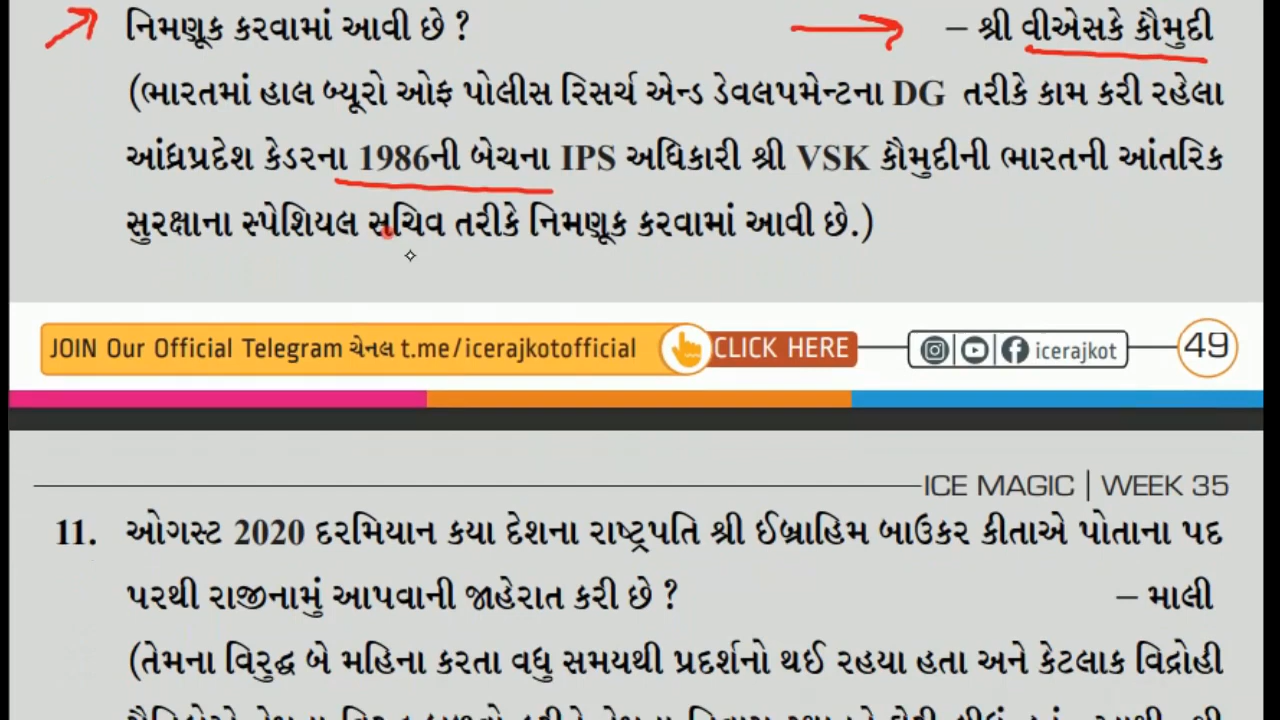 નિમણૂક કરવામાં આવી છે ? – શ્રી વીએસકે કૌમુદી
(ભારતમાં હાલ બ્યૂરો ઓફ પોલીસ રિસર્ચ એન્ડ ડેવલપમેન્ટના DG તરીકે કામ કરી રહેલા
આંધ્રપ્રદેશ કેડરના 1986ની બેચના IPS અધિકારી શ્રી VSK કૌમુદીની ભારતની આંતરિક
સુરક્ષાના સ્પેશિયલ સચિવ તરીકે નિમણૂક કરવામાં આવી છે.)
JOIN Our Official Telegram ચેનલ t.me/icerajkotofficial CLICK HERE icerajkot 49
ICE MAGIC | WEEK 35
11. ઓગસ્ટ 2020 દરમિયાન કયા દેશના રાષ્ટ્રપતિ શ્રી ઈબ્રાહિમ બાઉકર કીતાએ પોતાના પદ
પરથી રાજીનામું આપવાની જાહેરાત કરી છે ? – માલી
(તેમના વિરુદ્ધ બે મહિના કરતા વધુ સમયથી પ્રદર્શનો થઈ રહયા હતા અને કેટલાક વિદ્રોહી